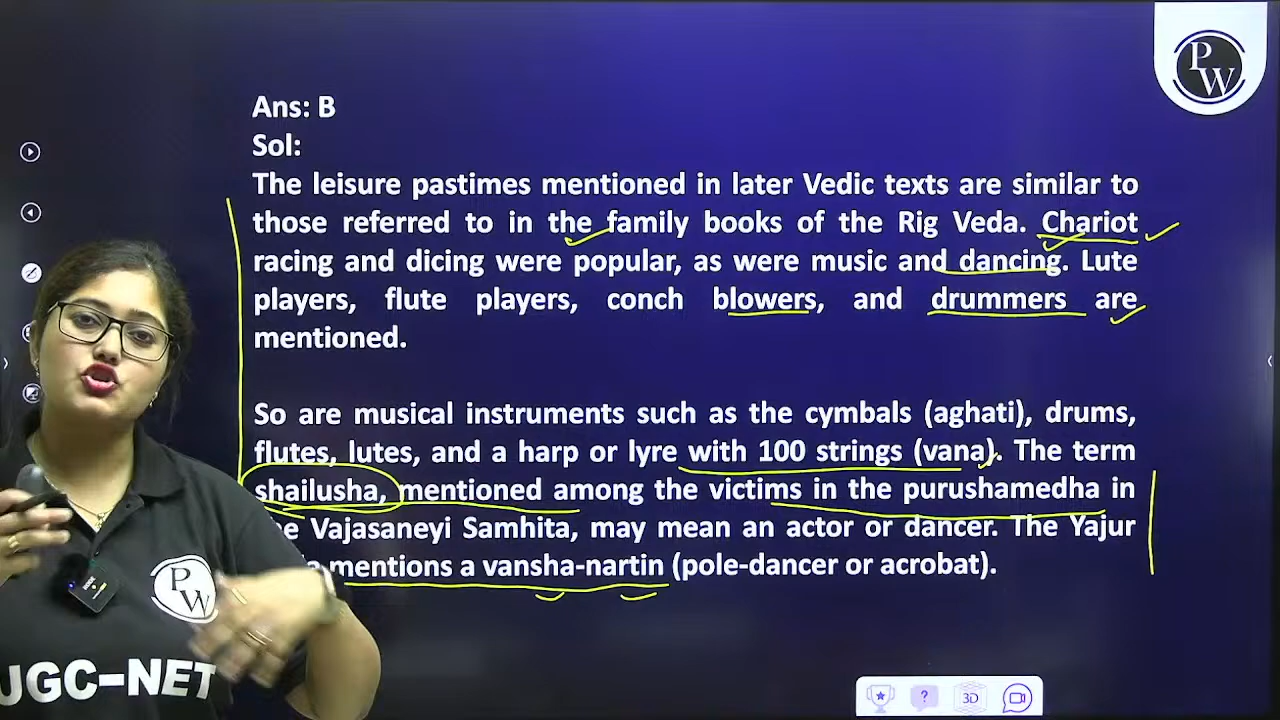 PW
Ans: B
Sol:
The leisure pastimes mentioned in later Vedic texts are similar to
those referred to in the family books of the Rig Veda. Chariot
racing and dicing were popular, as were music and dancing. Lute
players, flute players, conch blowers, and drummers are
mentioned.
So are musical instruments such as the cymbals (aghati), drums,
flutes, lutes, and a harp or lyre with 100 strings (vana). The term
shailusha, mentioned among the victims in the purushamedha in
Vajasaneyi Samhita, may mean an actor or dancer. The Yajur
mentions a vansha-nartin (pole-dancer or acrobat).
PW
UGC-NET
3D